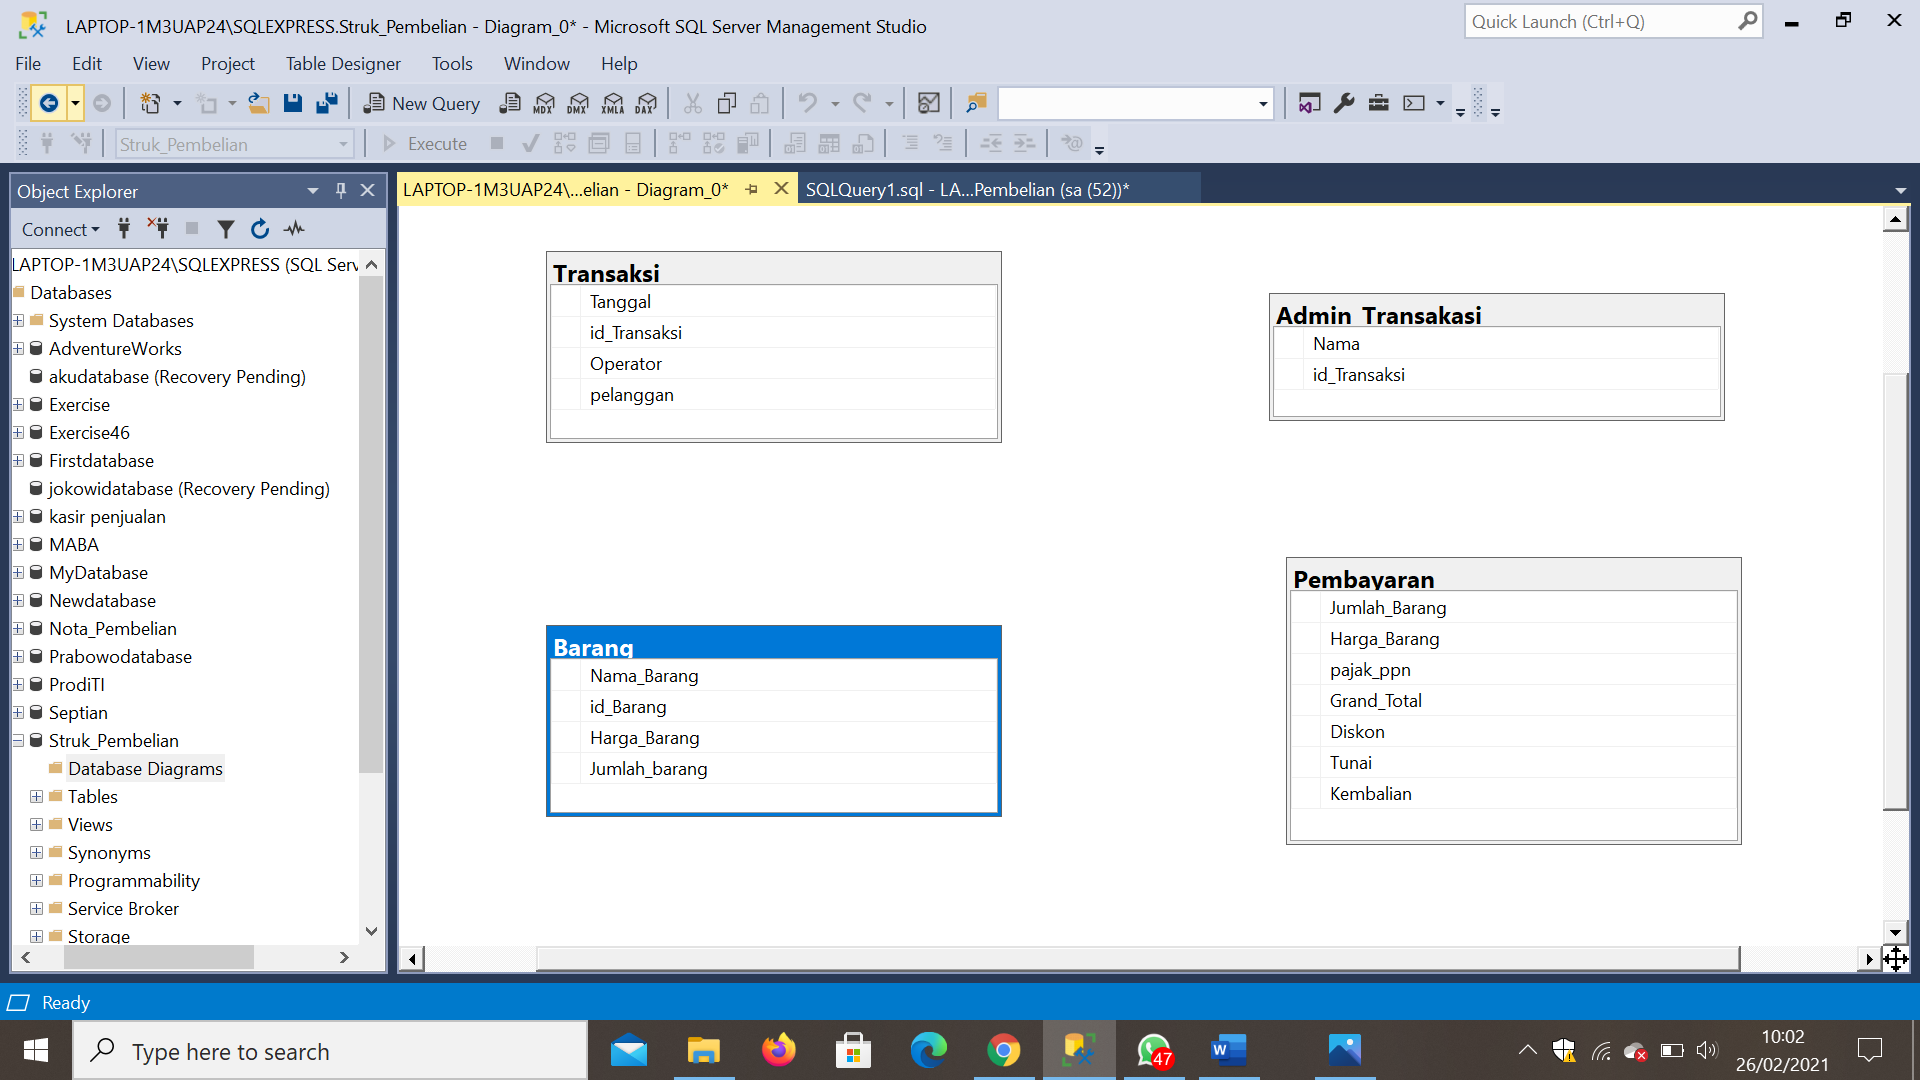 LAPTOP-1M3UAP24\SQLEXPRESS.Struk_Pembelian - Diagram_0* - Microsoft SQL Server Management Studio
Quick Launch (Ctrl+Q)
File Edit View Project Table Designer Tools Window Help
New Query MDX DMX XMLA DAX
Struk_Pembelian Execute
Object Explorer
LAPTOP-1M3UAP24\...elian - Diagram_0*
SQLQuery1.sql - LA...Pembelian (sa (52))*
Connect
LAPTOP-1M3UAP24\SQLEXPRESS (SQL Serv
Databases
System Databases
AdventureWorks
akudatabase (Recovery Pending)
Exercise
Exercise46
Firstdatabase
jokowidatabase (Recovery Pending)
kasir penjualan
MABA
MyDatabase
Newdatabase
Nota_Pembelian
Prabowodatabase
ProdiTI
Septian
Struk_Pembelian
Database Diagrams
Tables
Views
Synonyms
Programmability
Service Broker
Storage
Transaksi
Tanggal
id_Transaksi
Operator
pelanggan
Admin_Transakasi
Nama
id_Transaksi
Barang
Nama_Barang
id_Barang
Harga_Barang
Jumlah_barang
Pembayaran
Jumlah_Barang
Harga_Barang
pajak_ppn
Grand_Total
Diskon
Tunai
Kembalian
Ready
Type here to search
47
W
10:02
26/02/2021